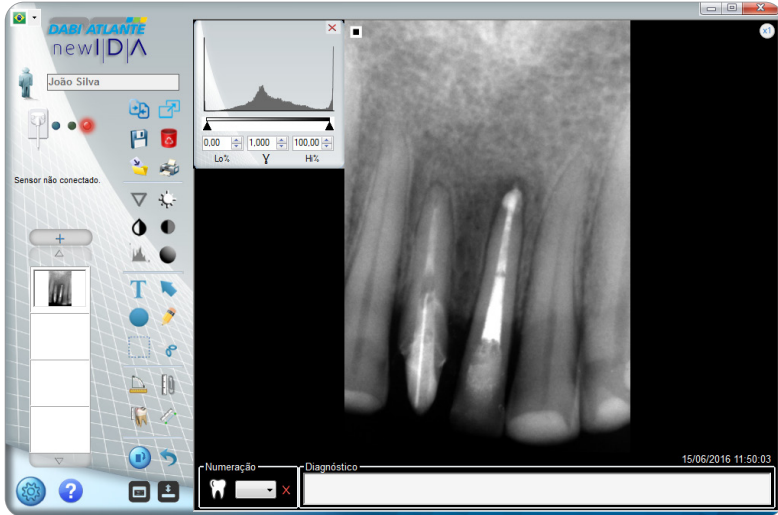 DABI ATLANTE
newIDA
João Silva
Sensor não conectado.
0,00
1,000
100,00
Lo%
γ
Hi%
x1
T
15/06/2016 11:50:03
Numeração
Diagnóstico